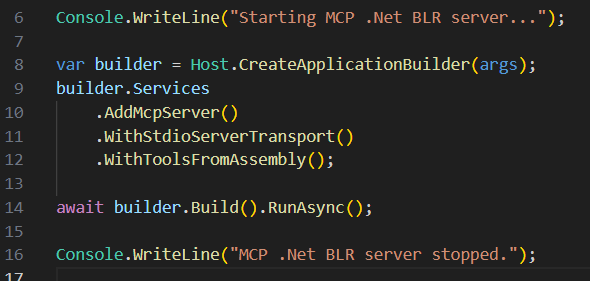 6 Console.WriteLine("Starting MCP .Net BLR server...");
7
8 var builder = Host.CreateApplicationBuilder(args);
9 builder.Services
10 .AddMcpServer()
11 .WithStdioServerTransport()
12 .WithToolsFromAssembly();
13
14 await builder.Build().RunAsync();
15
16 Console.WriteLine("MCP .Net BLR server stopped.");
17